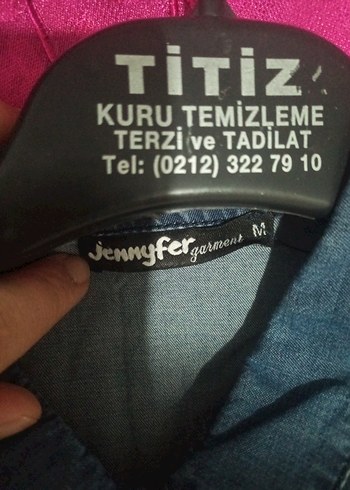 TİTİZ
KURU TEMİZLEME
TERZİ ve TADİLAT
Tel: (0212) 322 79 10
jennyfer garment M